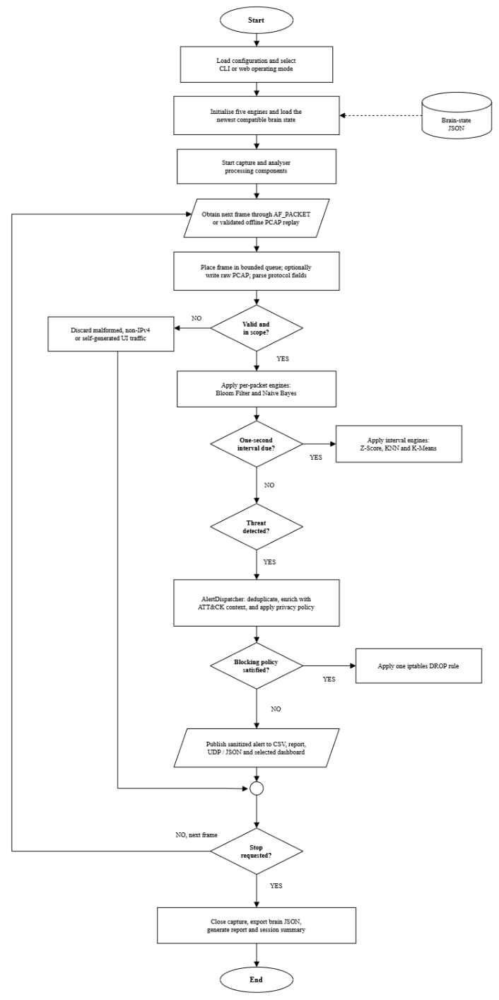 Start
Load configuration and select
CLI or web operating mode
Initialise five engines and load the
newest compatible brain state
Brain-state
JSON
Start capture and analyser
processing components
Obtain next frame through AF_PACKET
or validated offline PCAP replay
Place frame in bounded queue; optionally
write raw PCAP; parse protocol fields
Valid and
in scope?
NO
Discard malformed, non-IPv4
or self-generated UI traffic
YES
Apply per-packet engines:
Bloom Filter and Naive Bayes
One-second
interval due?
YES
Apply interval engines:
Z-Score, KNN and K-Means
NO
Threat
detected?
YES
AlertDispatcher: deduplicate, enrich with
ATT&CK context, and apply privacy policy
Blocking policy
satisfied?
YES
Apply one iptables DROP rule
NO
Publish sanitized alert to CSV, report,
UDP / JSON and selected dashboard
NO, next frame
Stop
requested?
YES
Close capture, export brain JSON,
generate report and session summary
End